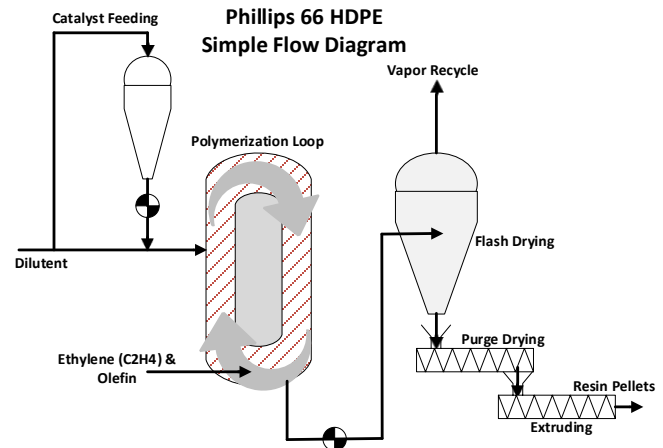 Phillips 66 HDPE
Simple Flow Diagram
Catalyst Feeding
Vapor Recycle
Polymerization Loop
Flash Drying
Dilutent
Purge Drying
Ethylene (C2H4) &
Olefin
Resin Pellets
Extruding